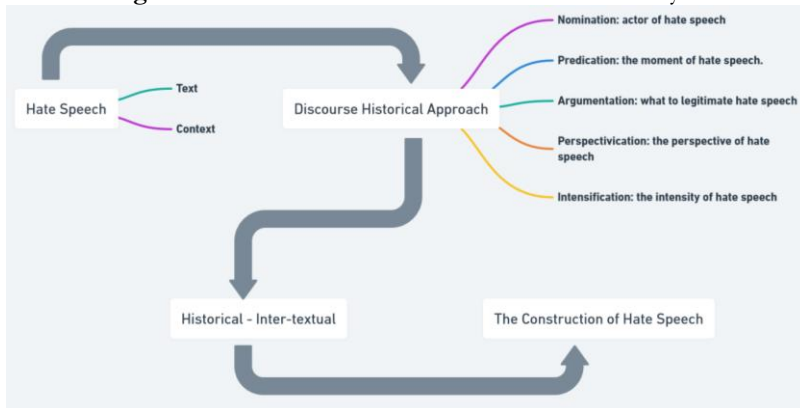 Nomination: actor of hate speech
Predication: the moment of hate speech.
Text
Hate Speech
Discourse Historical Approach
Argumentation: what to legitimate hate speech
Context
Perspectivication: the perspective of hate
speech
Intensification: the intensity of hate speech
Historical - Inter-textual
The Construction of Hate Speech